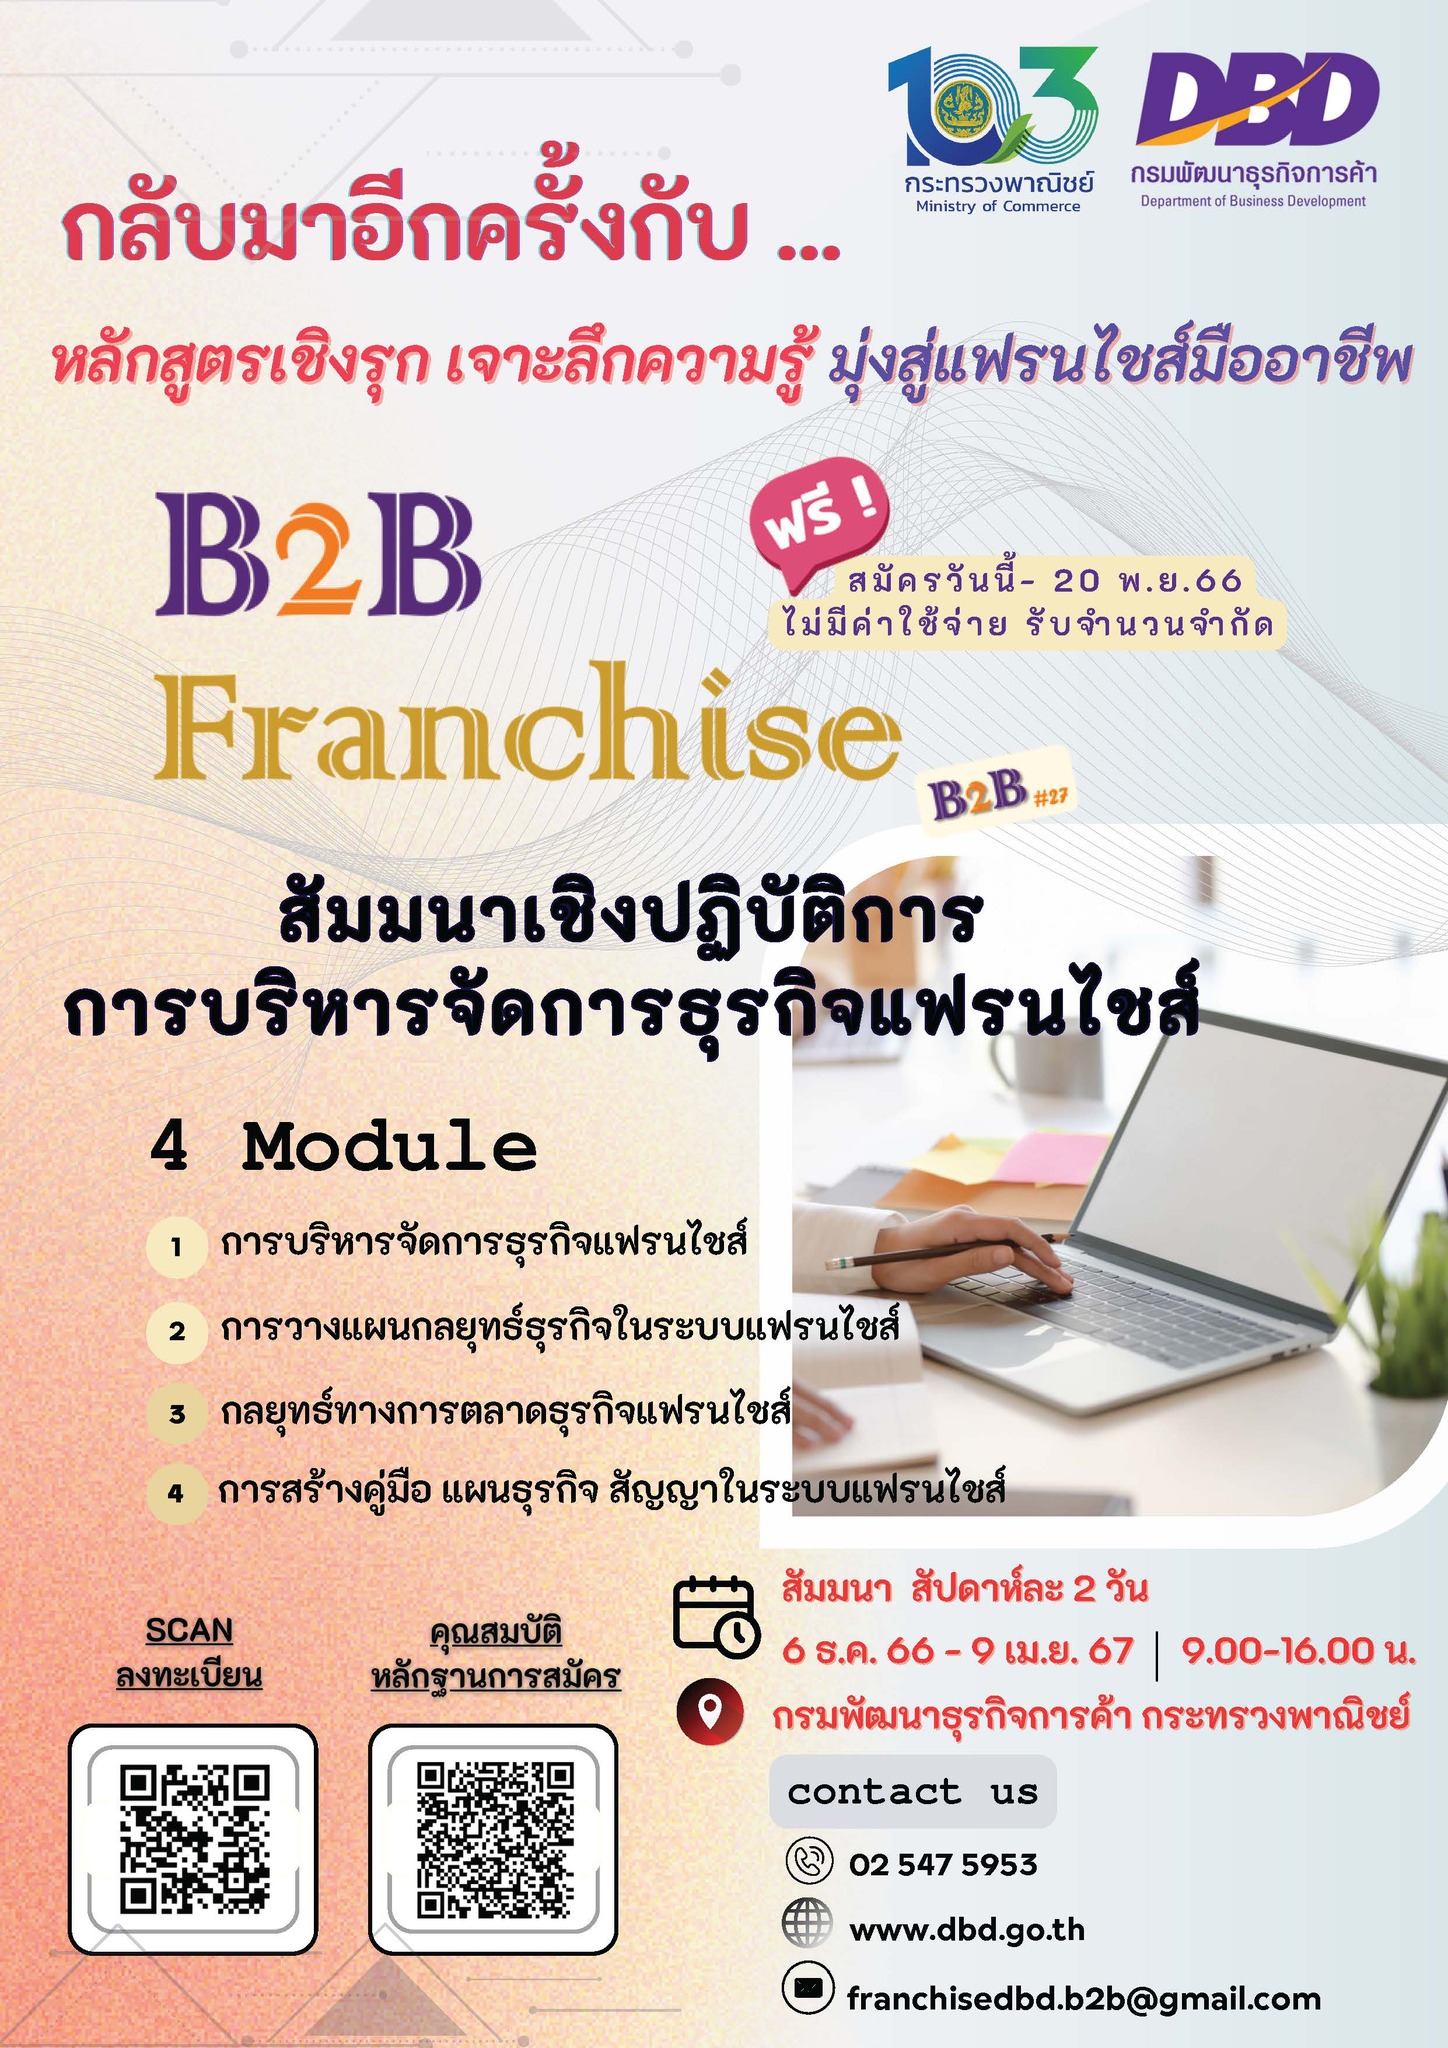 103
กระทรวงพาณิชย์
Ministry of Commerce
DBD
กรมพัฒนาธุรกิจการค้า
Department of Business Development
กลับมาอีกครั้งกับ ...
หลักสูตรเชิงรุก เจาะลึกความรู้ มุ่งสู่แฟรนไชส์มืออาชีพ
B2B
Franchise
ฟรี !
สมัครวันนี้- 20 พ.ย.66
ไม่มีค่าใช้จ่าย รับจำนวนจำกัด
B2B #27
สัมมนาเชิงปฏิบัติการ
การบริหารจัดการธุรกิจแฟรนไชส์
4 Module
1 การบริหารจัดการธุรกิจแฟรนไชส์
2 การวางแผนกลยุทธ์ธุรกิจในระบบแฟรนไชส์
3 กลยุทธ์ทางการตลาดธุรกิจแฟรนไชส์
4 การสร้างคู่มือ แผนธุรกิจ สัญญาในระบบแฟรนไชส์
สัมมนา สัปดาห์ละ 2 วัน
6 ธ.ค. 66 - 9 เม.ย. 67 | 9.00-16.00 น.
กรมพัฒนาธุรกิจการค้า กระทรวงพาณิชย์
SCAN
ลงทะเบียน
คุณสมบัติ
หลักฐานการสมัคร
contact us
02 547 5953
www.dbd.go.th
franchisedbd.b2b@gmail.com